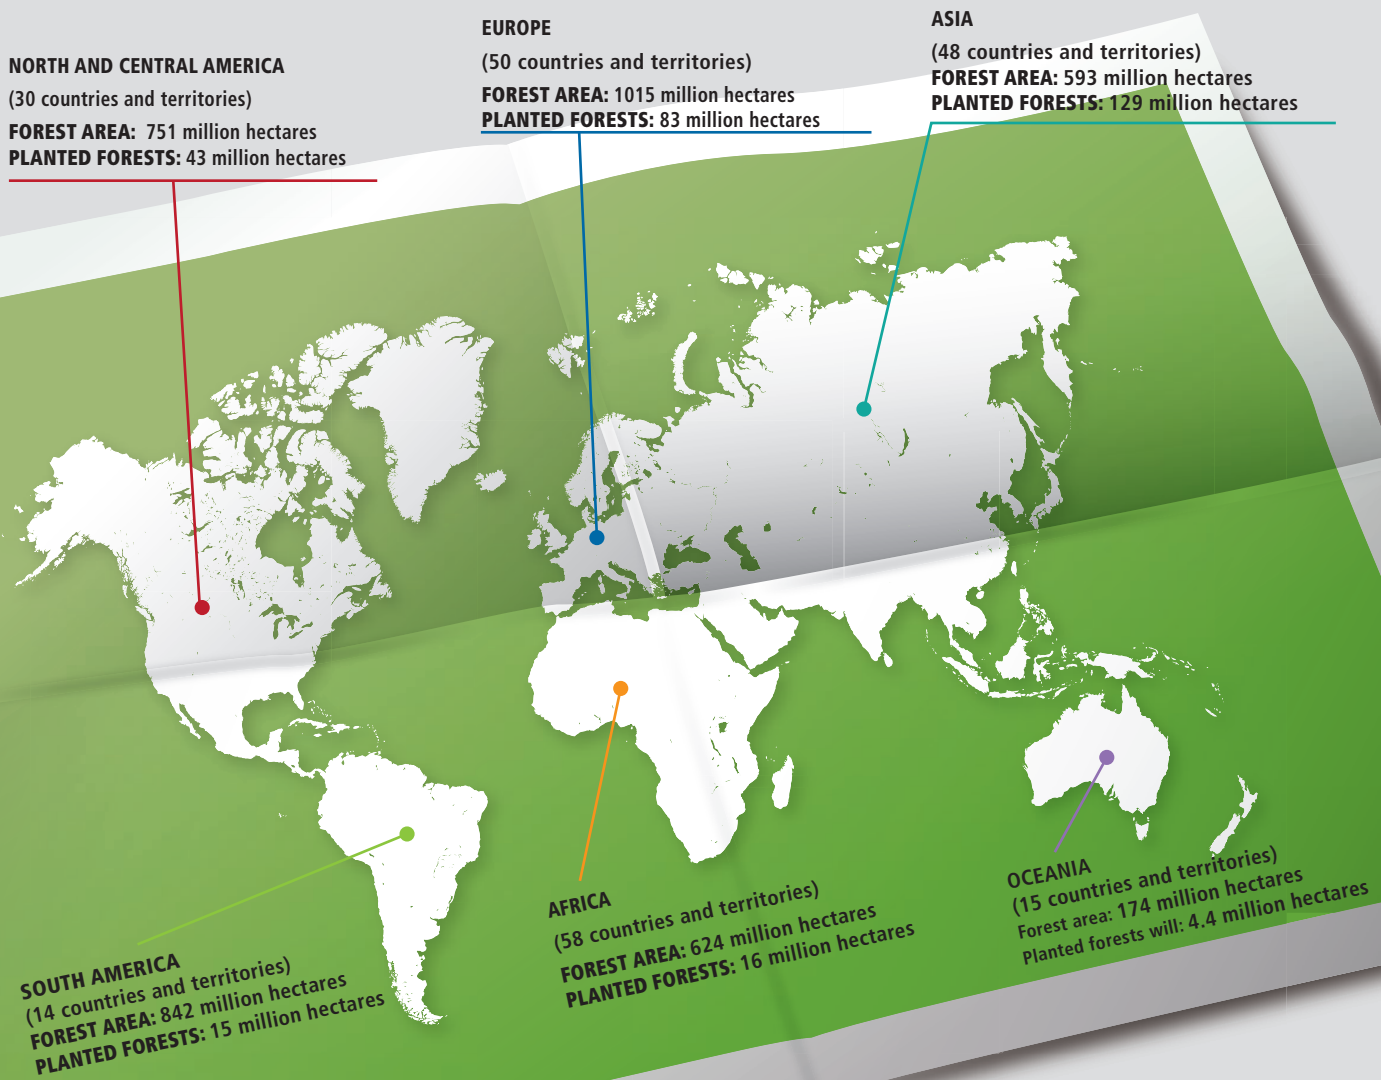 NORTH AND CENTRAL AMERICA
(30 countries and territories)
FOREST AREA: 751 million hectares
PLANTED FORESTS: 43 million hectares
EUROPE
(50 countries and territories)
FOREST AREA: 1015 million hectares
PLANTED FORESTS: 83 million hectares
ASIA
(48 countries and territories)
FOREST AREA: 593 million hectares
PLANTED FORESTS: 129 million hectares
SOUTH AMERICA
(14 countries and territories)
FOREST AREA: 842 million hectares
PLANTED FORESTS: 15 million hectares
AFRICA
(58 countries and territories)
FOREST AREA: 624 million hectares
PLANTED FORESTS: 16 million hectares
OCEANIA
(15 countries and territories)
Forest area: 174 million hectares
Planted forests will: 4.4 million hectares